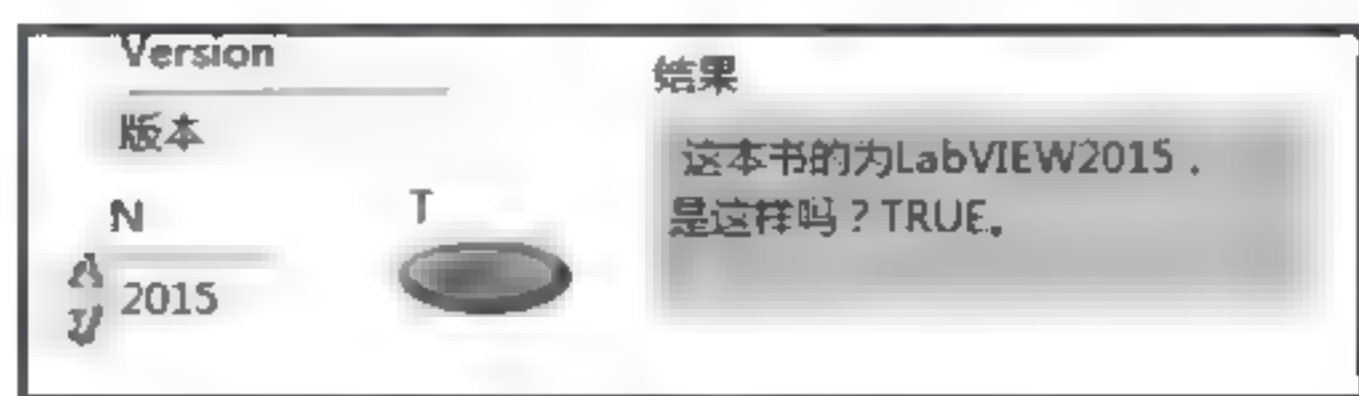 Version
版本
N
2015
T
结果
这本书的为LabVIEW2015，
是这样吗？TRUE。